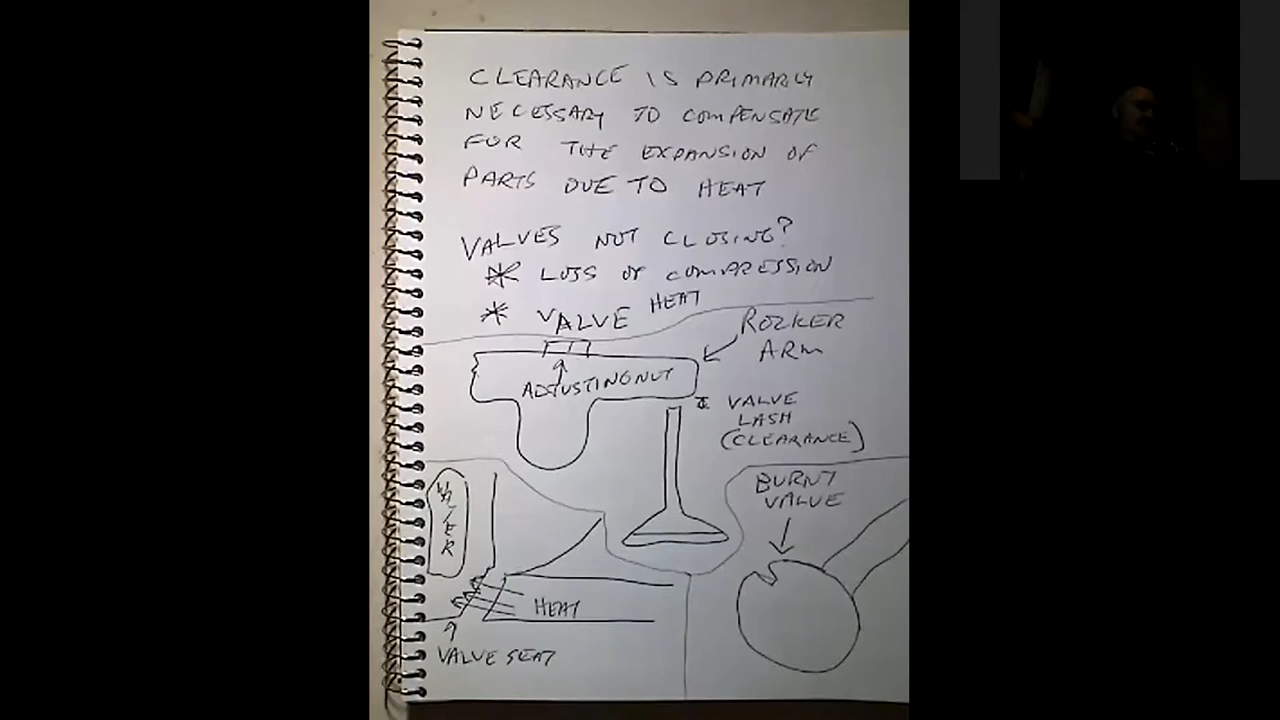 CLEARANCE IS PRIMARILY
NECESSARY TO COMPENSATE
FOR THE EXPANSION OF
PARTS DUE TO HEAT
VALVES NOT CLOSING?
* LOSS OF COMPRESSION
* VALVE HEAT
ROCKER
ARM
ADJUSTING NUT
VALVE
LASH
(CLEARANCE)
BURNT
VALVE
WATER
HEAT
VALVE SEAT